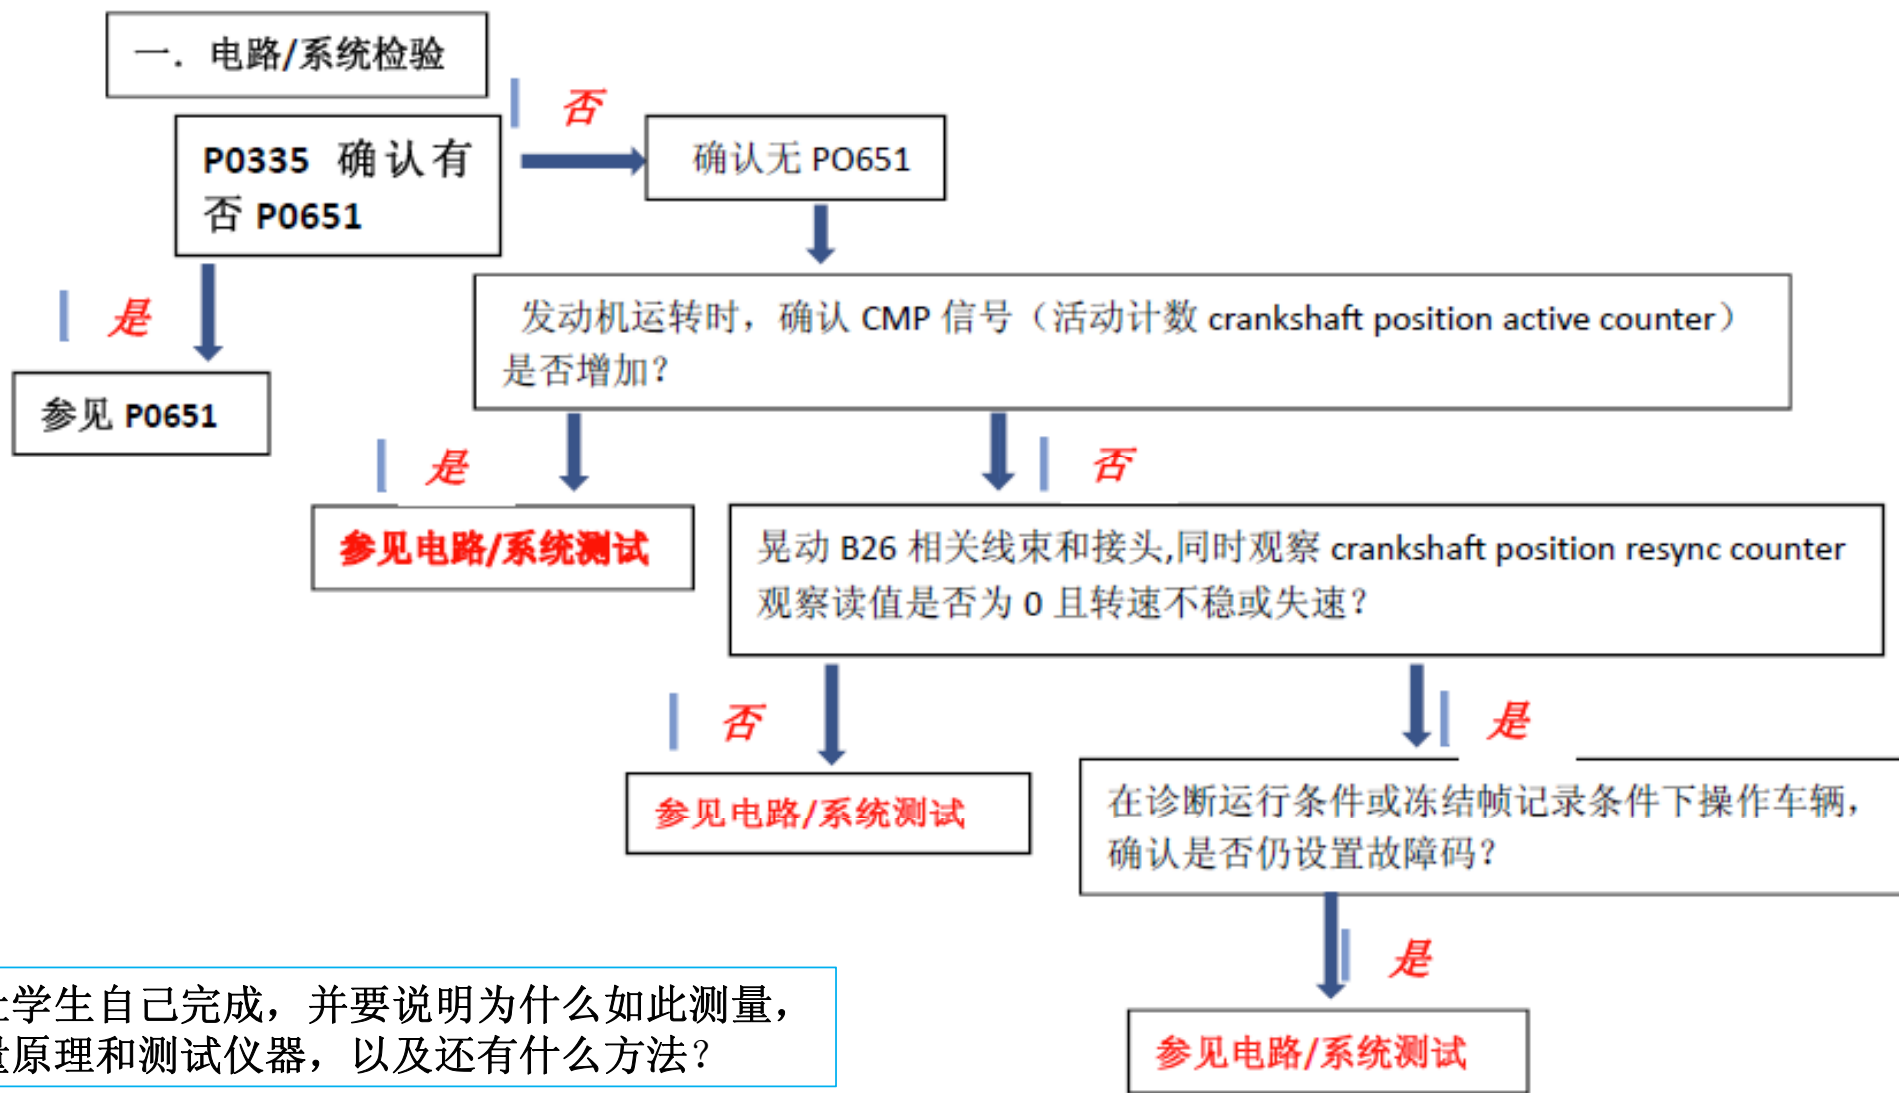 一. 电路/系统检验
否
P0335 确认有
否 P0651
确认无 PO651
是
发动机运转时，确认 CMP 信号（活动计数 crankshaft position active counter）
是否增加？
参见 P0651
是
否
参见电路/系统测试
晃动 B26 相关线束和接头,同时观察 crankshaft position resync counter
观察读值是否为 0 且转速不稳或失速？
否
是
参见电路/系统测试
在诊断运行条件或冻结帧记录条件下操作车辆，
确认是否仍设置故障码？
是
学生自己完成，并要说明为什么如此测量，
原理和测试仪器，以及还有什么方法？
参见电路/系统测试